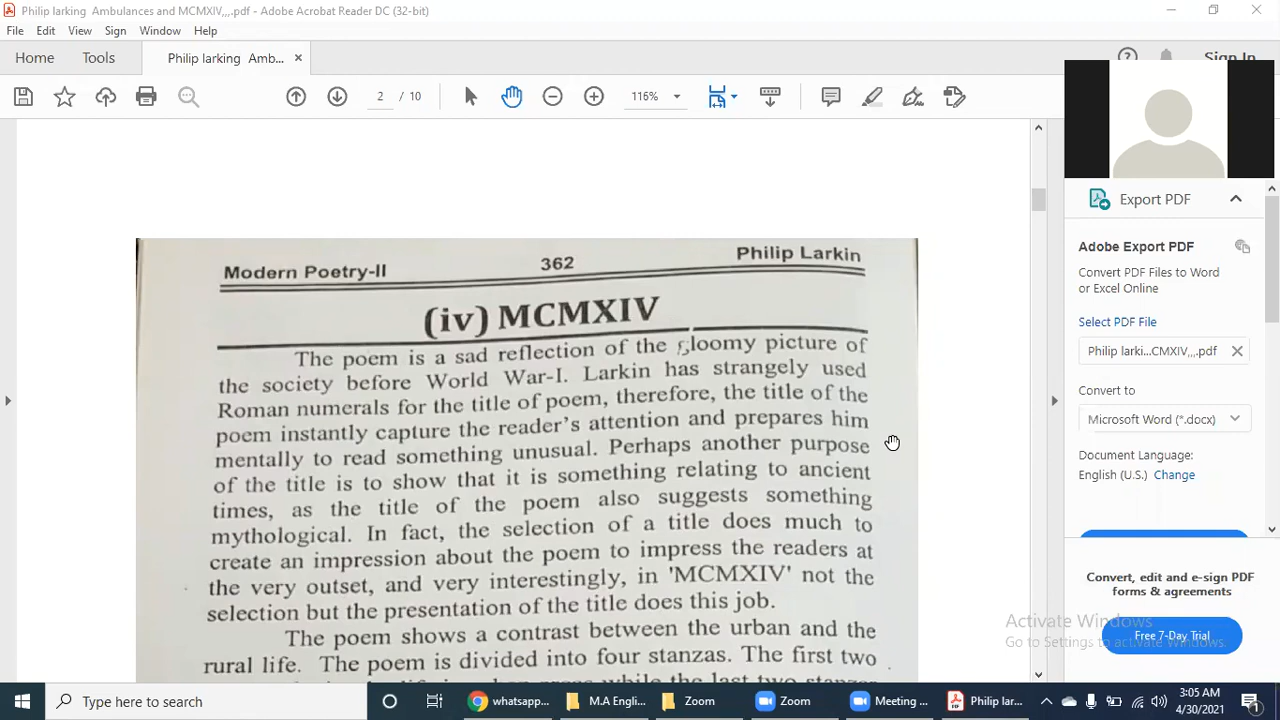 Philip larking Ambulances and MCMXIV,,,.pdf - Adobe Acrobat Reader DC (32-bit)
File Edit View Sign Window Help
Home Tools Philip larking Amb... ×
Sign In
2 / 10 116%
Export PDF
Adobe Export PDF
Convert PDF Files to Word
or Excel Online
Select PDF File
Philip larki...CMXIV,,,.pdf
Convert to
Microsoft Word (*.docx)
Document Language:
English (U.S.) Change
Convert, edit and e-sign PDF
forms & agreements
Free 7-Day Trial
Activate Windows
Go to Settings to activate Windows.
Modern Poetry-II 362 Philip Larkin
(iv) MCMXIV
The poem is a sad reflection of the gloomy picture of
the society before World War-I. Larkin has strangely used
Roman numerals for the title of poem, therefore, the title of the
poem instantly capture the reader's attention and prepares him
mentally to read something unusual. Perhaps another purpose
of the title is to show that it is something relating to ancient
times, as the title of the poem also suggests something
mythological. In fact, the selection of a title does much to
create an impression about the poem to impress the readers at
the very outset, and very interestingly, in 'MCMXIV' not the
selection but the presentation of the title does this job.
The poem shows a contrast between the urban and the
rural life. The poem is divided into four stanzas. The first two
while the last two stanzas
Type here to search
whatsapp... M.A Engli... Zoom Zoom Meeting ... Philip lar...
3:05 AM
4/30/2021